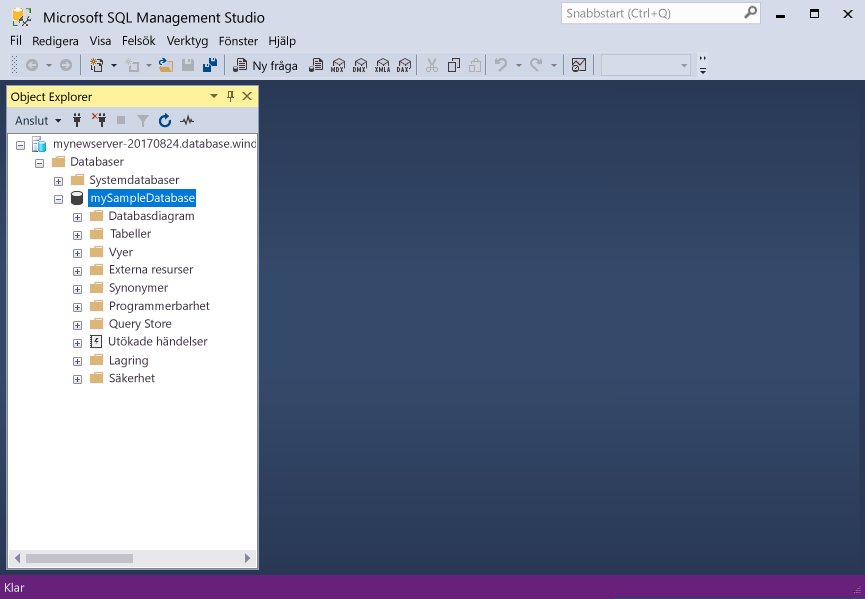 Microsoft SQL Management Studio
Snabbstart (Ctrl+Q)
Fil Redigera Visa Felsök Verktyg Fönster Hjälp
Ny fråga MDX DMX XMLA DAX
Object Explorer
Anslut
mynewserver-20170824.database.wind
Databaser
Systemdatabaser
mySampleDatabase
Databasdiagram
Tabeller
Vyer
Externa resurser
Synonymer
Programmerbarhet
Query Store
Utökade händelser
Lagring
Säkerhet
Klar